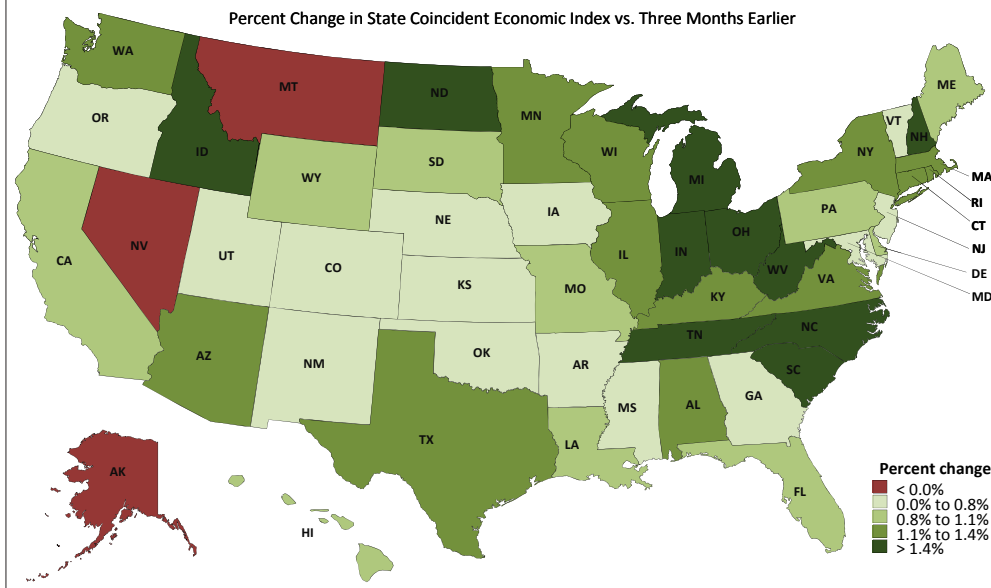 Percent Change in State Coincident Economic Index vs. Three Months Earlier
WA
MT
ND
MN
ME
OR
VT
NH
ID
WI
NY
SD
MA
WY
MI
RI
PA
CT
IA
NE
OH
NV
NJ
IL
IN
UT
CA
CO
WV
DE
VA
KS
MO
MD
KY
NC
TN
AZ
OK
NM
AR
SC
GA
MS
AL
TX
LA
AK
FL
HI
Percent change
< 0.0%
0.0% to 0.8%
0.8% to 1.1%
1.1% to 1.4%
> 1.4%